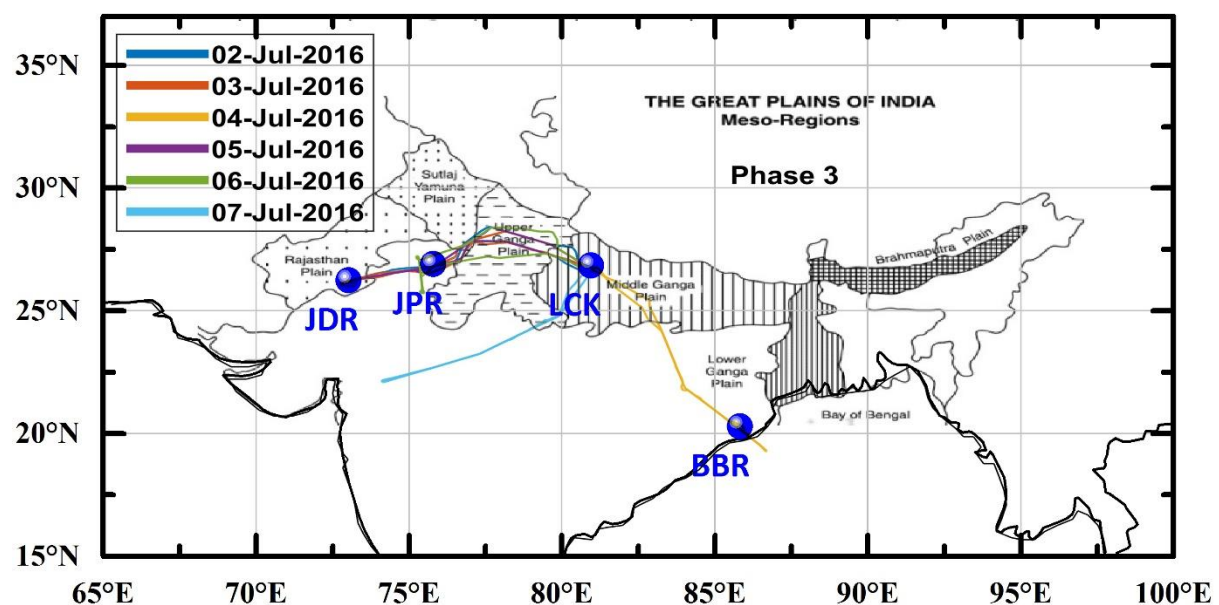 35°N
30°N
25°N
20°N
15°N
65°E
70°E
75°E
80°E
85°E
90°E
95°E
100°E
02-Jul-2016
03-Jul-2016
04-Jul-2016
05-Jul-2016
06-Jul-2016
07-Jul-2016
THE GREAT PLAINS OF INDIA
Meso-Regions
Phase 3
Sutlaj
Yamuna
Plain
Upper
Ganga
Plain
Rajasthan
Plain
Brahmaputra Plain
Middle Ganga
Plain
JDR
JPR
LCK
Lower
Ganga
Plain
Bay of Bengal
BBR